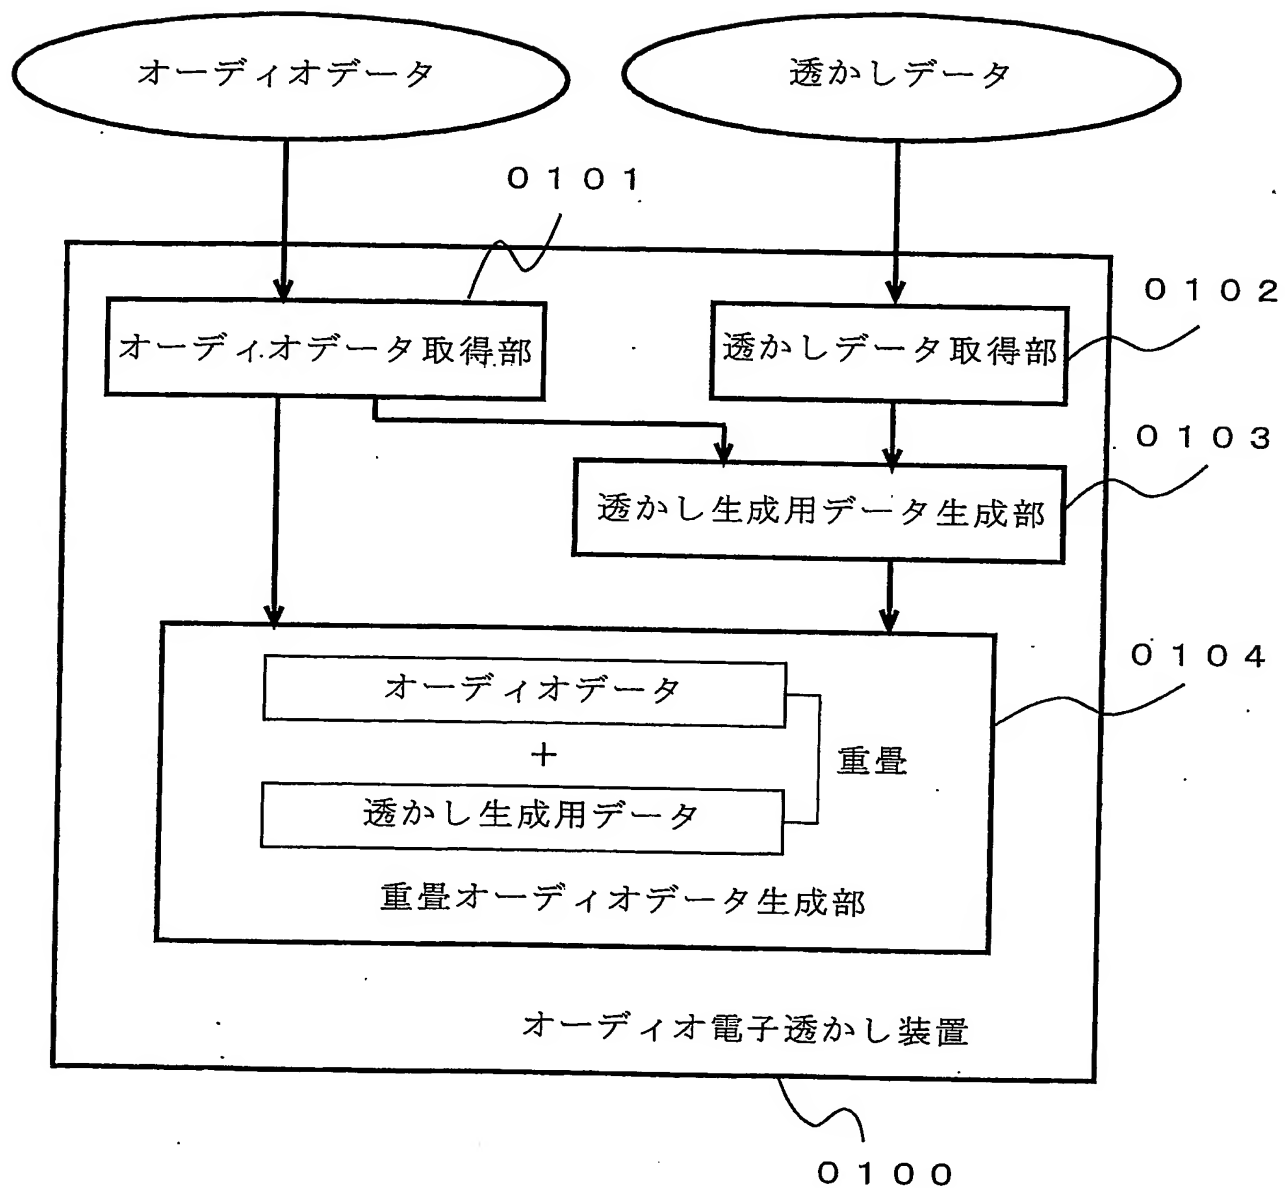 オーディオデータ
透かしデータ
0101
オーディオデータ取得部
透かしデータ取得部
0102
0103
透かし生成用データ生成部
0104
オーディオデータ
+
重畳
透かし生成用データ
重畳オーディオデータ生成部
オーディオ電子透かし装置
0100